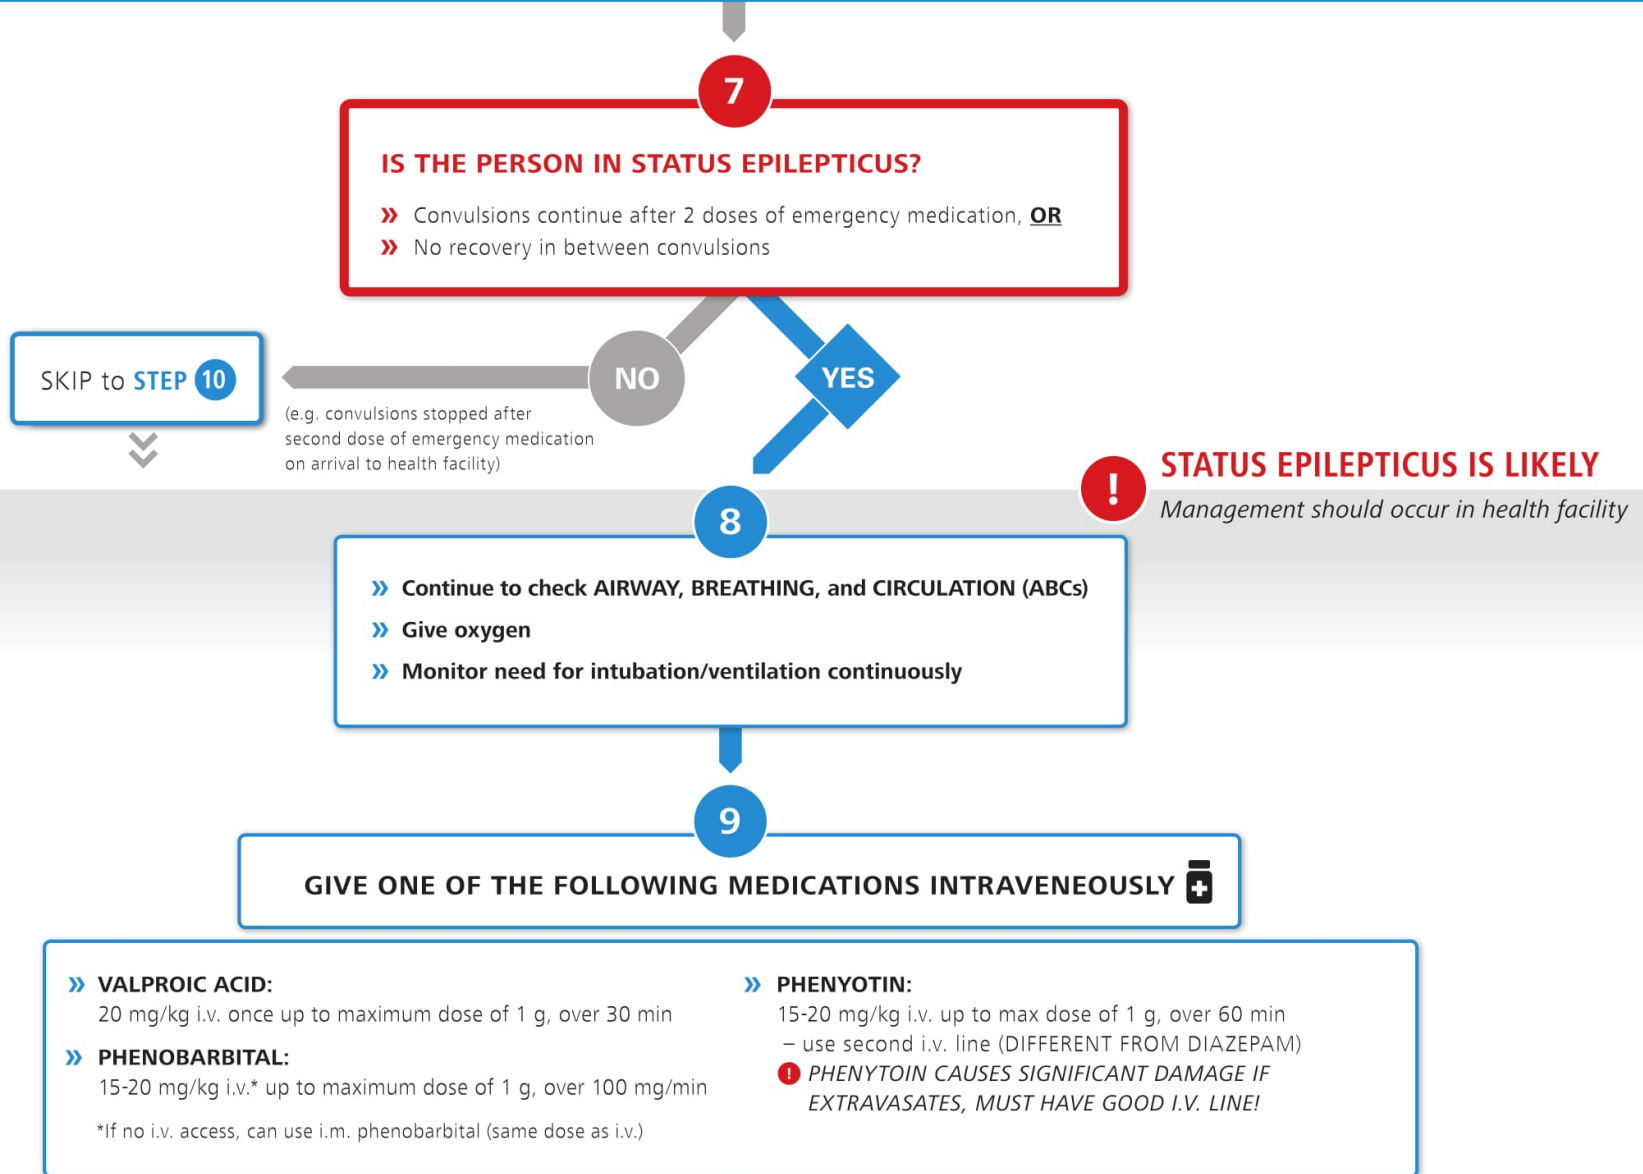 7
IS THE PERSON IN STATUS EPILEPTICUS?
» Convulsions continue after 2 doses of emergency medication, OR
» No recovery in between convulsions
NO
YES
SKIP to STEP 10
(e.g. convulsions stopped after
second dose of emergency medication
on arrival to health facility)
! STATUS EPILEPTICUS IS LIKELY
Management should occur in health facility
8
» Continue to check AIRWAY, BREATHING, and CIRCULATION (ABCs)
» Give oxygen
» Monitor need for intubation/ventilation continuously
9
GIVE ONE OF THE FOLLOWING MEDICATIONS INTRAVENEOUSLY
» VALPROIC ACID:
20 mg/kg i.v. once up to maximum dose of 1 g, over 30 min
» PHENOBARBITAL:
15-20 mg/kg i.v.* up to maximum dose of 1 g, over 100 mg/min
*If no i.v. access, can use i.m. phenobarbital (same dose as i.v.)
» PHENYOTIN:
15-20 mg/kg i.v. up to max dose of 1 g, over 60 min
– use second i.v. line (DIFFERENT FROM DIAZEPAM)
! PHENYTOIN CAUSES SIGNIFICANT DAMAGE IF
EXTRAVASATES, MUST HAVE GOOD I.V. LINE!